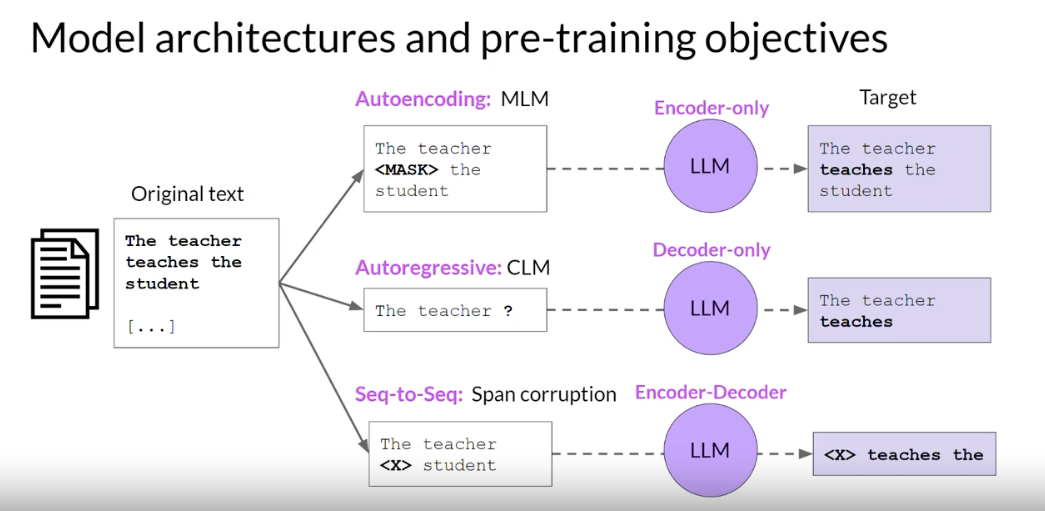 Model architectures and pre-training objectives
Original text
The teacher
teaches the
student
[...]
Autoencoding: MLM
The teacher
<MASK> the
student
Encoder-only
LLM
Target
The teacher
teaches the
student
Autoregressive: CLM
The teacher ?
Decoder-only
LLM
The teacher
teaches
Seq-to-Seq: Span corruption
The teacher
<X> student
Encoder-Decoder
LLM
<X> teaches the